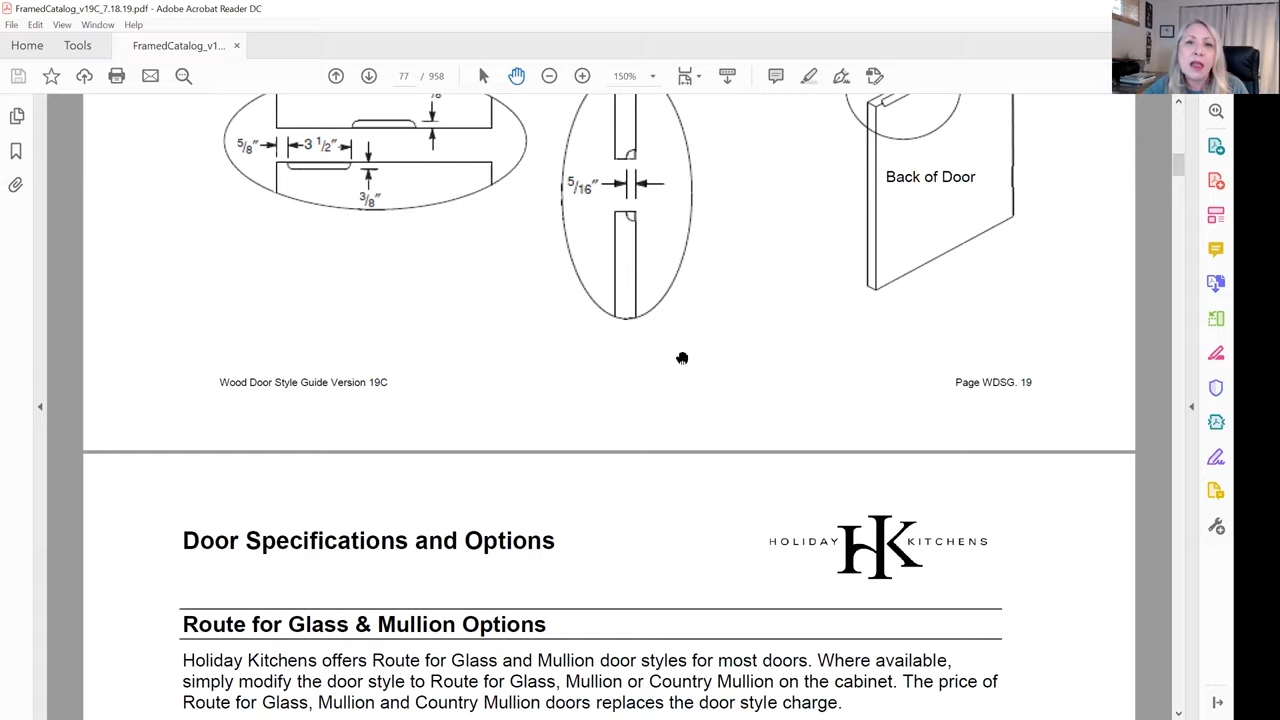 FramedCatalog_v19C_7.18.19.pdf - Adobe Acrobat Reader DC
File Edit View Window Help
Home Tools FramedCatalog_v1... ×
77 / 958 150%
5/8" 3 1/2"
3/8"
5/16"
Back of Door
Wood Door Style Guide Version 19C Page WDSG. 19
Door Specifications and Options
HOLIDAY HK KITCHENS
Route for Glass & Mullion Options
Holiday Kitchens offers Route for Glass and Mullion door styles for most doors. Where available,
simply modify the door style to Route for Glass, Mullion or Country Mullion on the cabinet. The price of
Route for Glass, Mullion and Country Mullion doors replaces the door style charge.